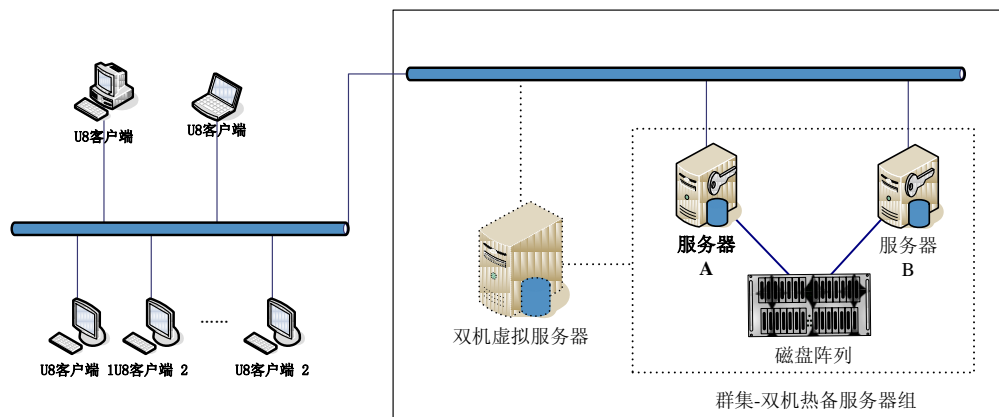 U8客户端
U8客户端
服务器
A
服务器
B
双机虚拟服务器
磁盘阵列
......
U8客户端 1U8客户端 2
U8客户端 2
群集-双机热备服务器组